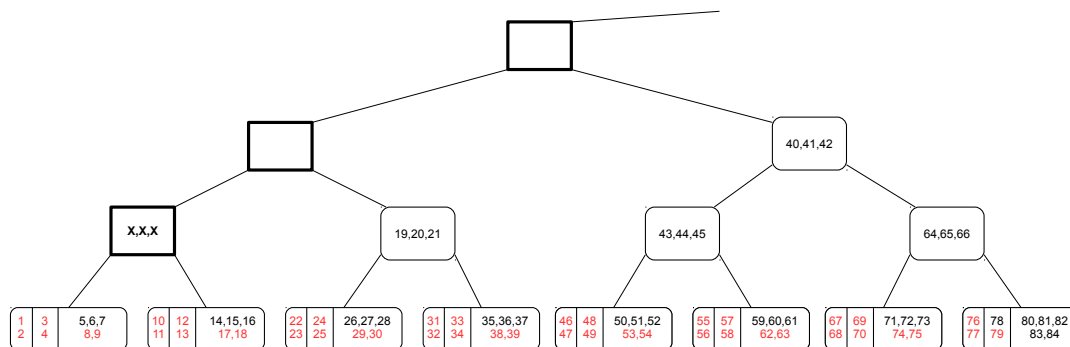 40,41,42
X,X,X
19,20,21
43,44,45
64,65,66
1 3 5,6,7
2 4 8,9
10 12 14,15,16
11 13 17,18
22 24 26,27,28
23 25 29,30
31 33 35,36,37
32 34 38,39
46 48 50,51,52
47 49 53,54
55 57 59,60,61
56 58 62,63
67 69 71,72,73
68 70 74,75
76 78 80,81,82
77 79 83,84